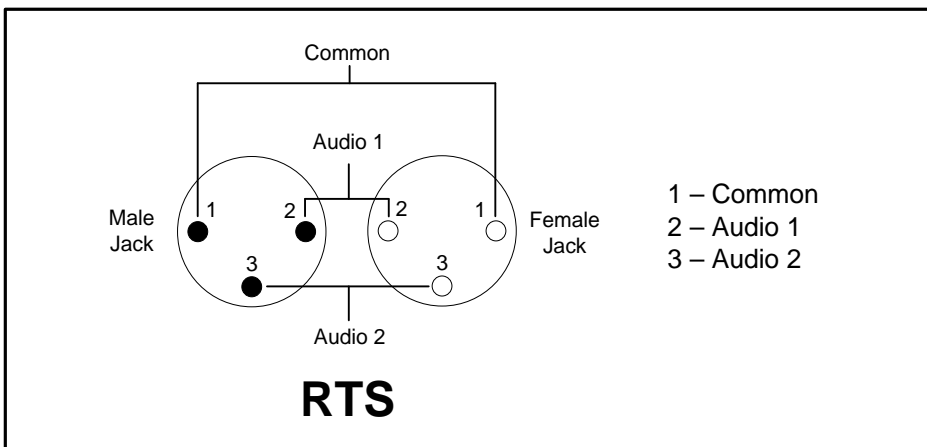 Common
Audio 1
Male
Jack
1
2
2
1
Female
Jack
3
3
Audio 2
RTS
1 – Common
2 – Audio 1
3 – Audio 2